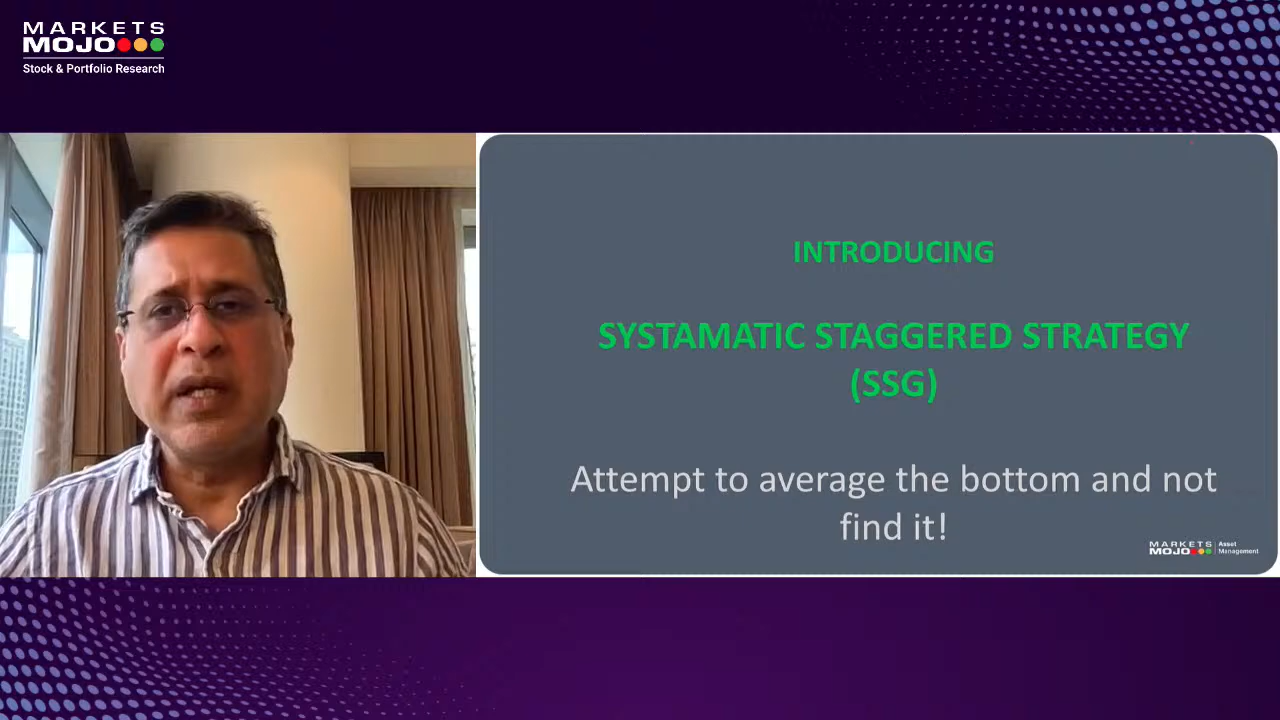 MARKETS
MOJO
Stock & Portfolio Research
INTRODUCING
SYSTAMATIC STAGGERED STRATEGY
(SSG)
Attempt to average the bottom and not
find it!
MARKETS
MOJO
Asset
Management